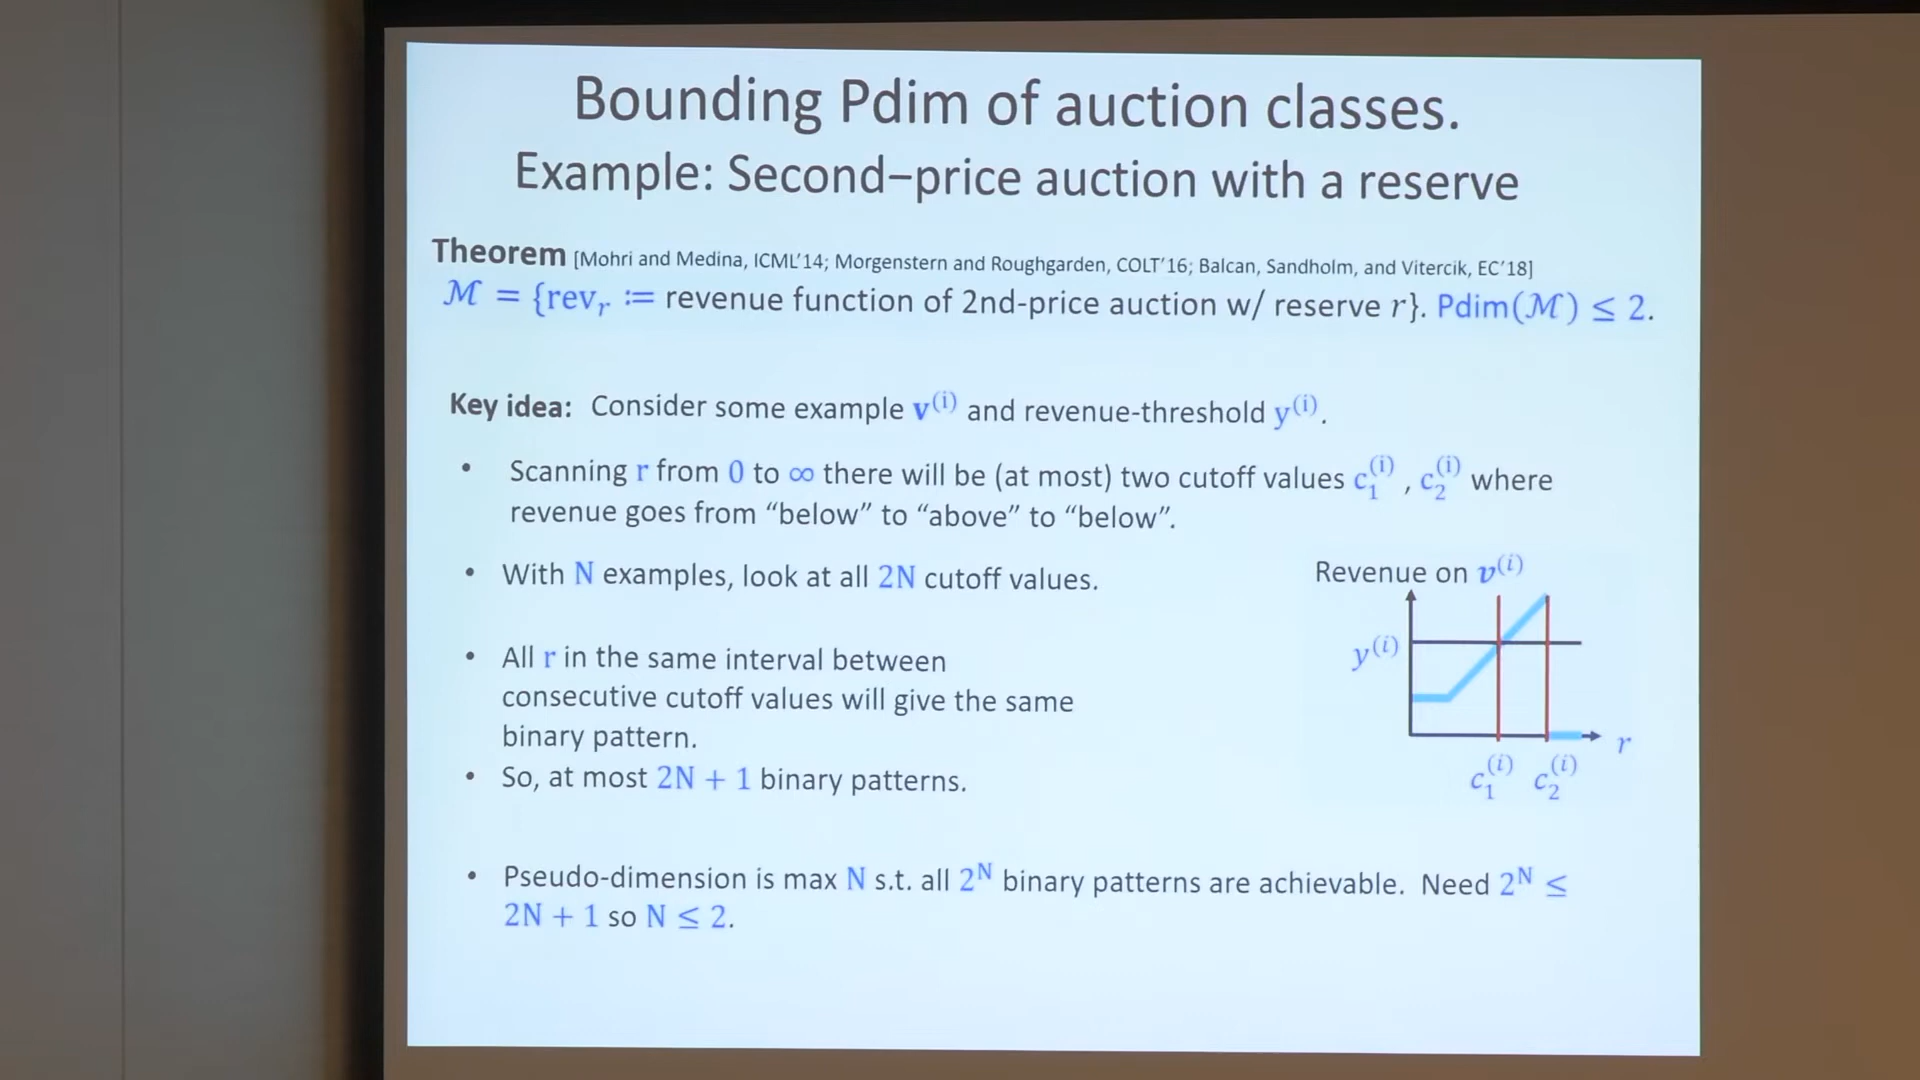 Bounding Pdim of auction classes.
Example: Second−price auction with a reserve
Theorem [Mohri and Medina, ICML'14; Morgenstern and Roughgarden, COLT'16; Balcan, Sandholm, and Vitercik, EC'18]
ℳ = {rev_r ≔ revenue function of 2nd-price auction w/ reserve r}. Pdim(ℳ) ≤ 2.
Key idea: Consider some example v^(i) and revenue-threshold y^(i).
• Scanning r from 0 to ∞ there will be (at most) two cutoff values c_1^(i) , c_2^(i) where
revenue goes from “below” to “above” to “below”.
• With N examples, look at all 2N cutoff values.
• All r in the same interval between
consecutive cutoff values will give the same
binary pattern.
• So, at most 2N + 1 binary patterns.
Revenue on v^(i)
y^(i)
r
c_1^(i) c_2^(i)
• Pseudo-dimension is max N s.t. all 2^N binary patterns are achievable. Need 2^N ≤
2N + 1 so N ≤ 2.